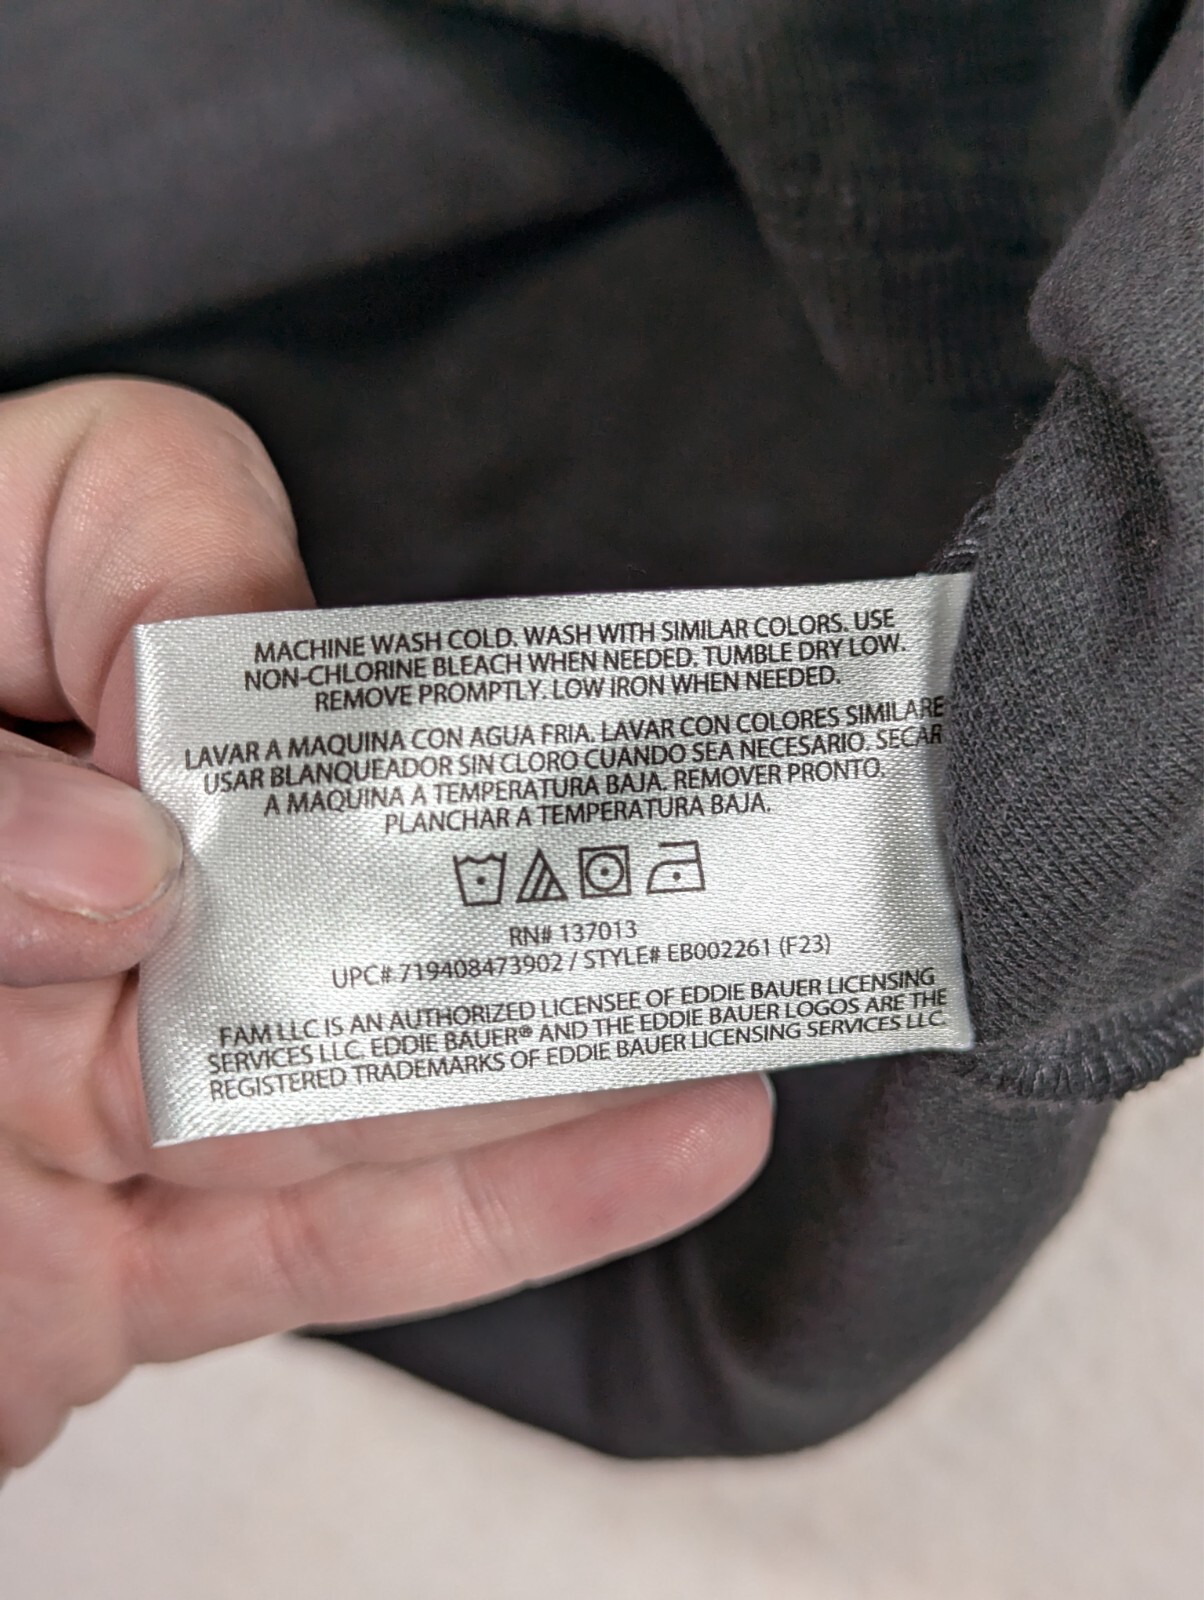 MACHINE WASH COLD. WASH WITH SIMILAR COLORS. USE
NON-CHLORINE BLEACH WHEN NEEDED. TUMBLE DRY LOW.
REMOVE PROMPTLY. LOW IRON WHEN NEEDED.
LAVAR A MAQUINA CON AGUA FRIA. LAVAR CON COLORES SIMILARE
USAR BLANQUEADOR SIN CLORO CUANDO SEA NECESARIO. SECAR
A MAQUINA A TEMPERATURA BAJA. REMOVER PRONTO.
PLANCHAR A TEMPERATURA BAJA.
RN# 137013
UPC# 719408473902 / STYLE# EB002261 (F23)
FAM LLC IS AN AUTHORIZED LICENSEE OF EDDIE BAUER LICENSING
SERVICES LLC. EDDIE BAUER® AND THE EDDIE BAUER LOGOS ARE THE
REGISTERED TRADEMARKS OF EDDIE BAUER LICENSING SERVICES LLC.